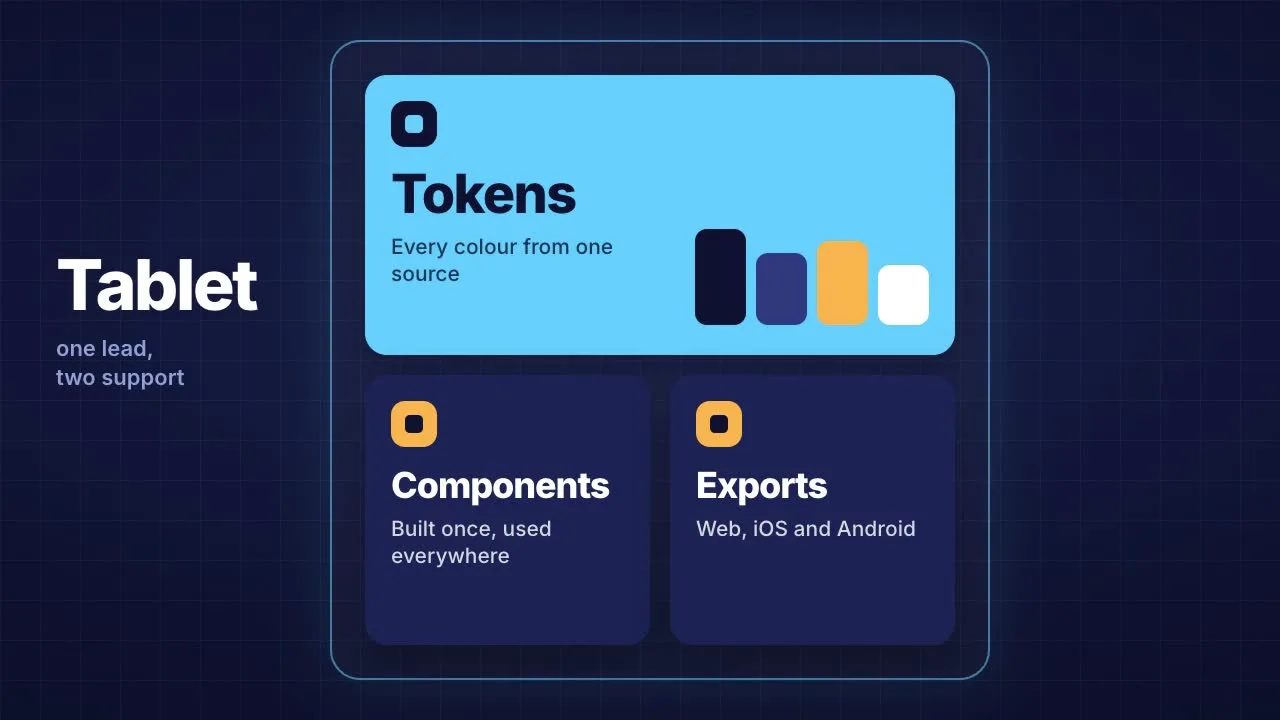 Tablet
one lead,
two support
Tokens
Every colour from one
source
Components
Built once, used
everywhere
Exports
Web, iOS and Android